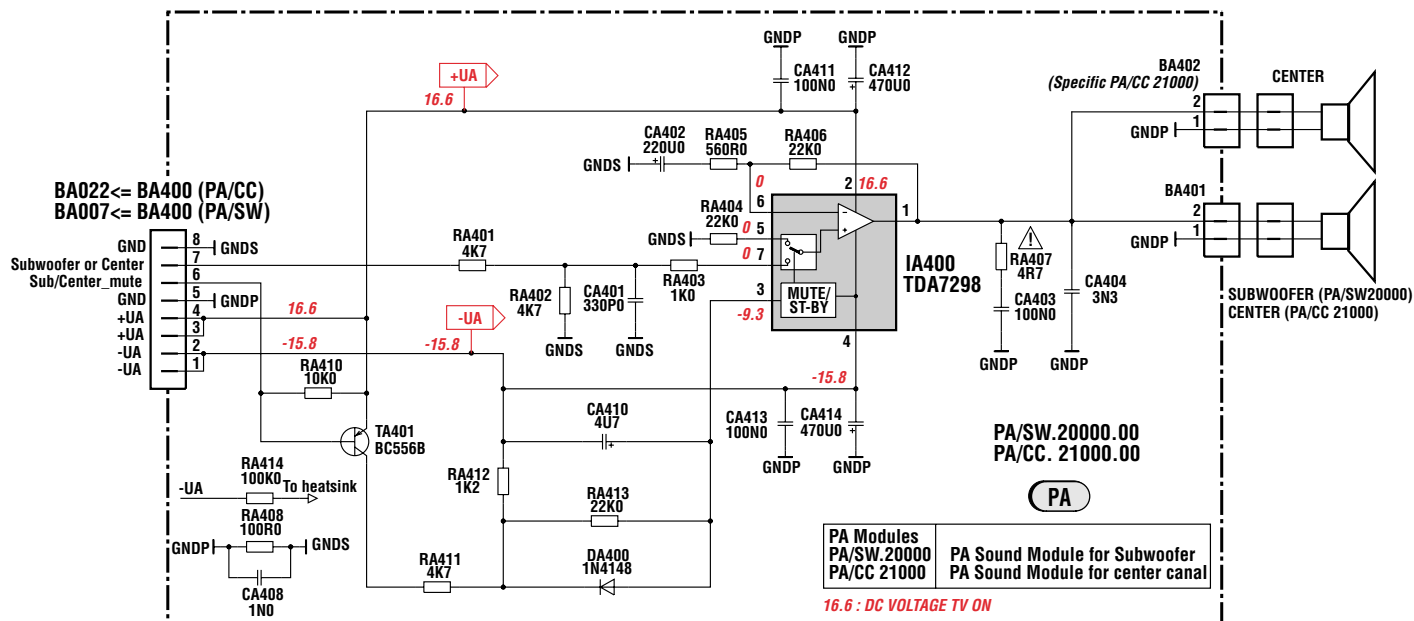 GNDP
GNDP
+UA
16.6
CA411
100N0
CA412
470U0
BA402
(Specific PA/CC 21000)
CENTER
2
1
GNDP
CA402
220U0
RA405
560R0
RA406
22K0
GNDS
BA022<= BA400 (PA/CC)
BA007<= BA400 (PA/SW)
0
2
16.6
6
1
BA401
2
1
GNDP
RA404
22K0
GNDS
0
5
0
7
GND
8
GNDS
Subwoofer or Center
7
Sub/Center_mute
6
GND
5
GNDP
+UA
4
16.6
+UA
3
-UA
2
-15.8
-UA
1
RA401
4K7
RA402
4K7
CA401
330P0
RA403
1K0
GNDS
GNDS
-UA
-15.8
3
-9.3
MUTE/
ST-BY
4
IA400
TDA7298
RA407
4R7
CA403
100N0
CA404
3N3
GNDP
GNDP
SUBWOOFER (PA/SW20000)
CENTER (PA/CC 21000)
-15.8
RA410
10K0
TA401
BC556B
CA410
4U7
CA413
100N0
CA414
470U0
GNDP
GNDP
PA/SW.20000.00
PA/CC. 21000.00
PA
RA414
100K0
-UA
To heatsink
RA412
1K2
RA413
22K0
RA408
100R0
GNDP
GNDS
CA408
1N0
RA411
4K7
DA400
1N4148
PA Modules
PA/SW.20000 PA Sound Module for Subwoofer
PA/CC 21000 PA Sound Module for center canal
16.6 : DC VOLTAGE TV ON